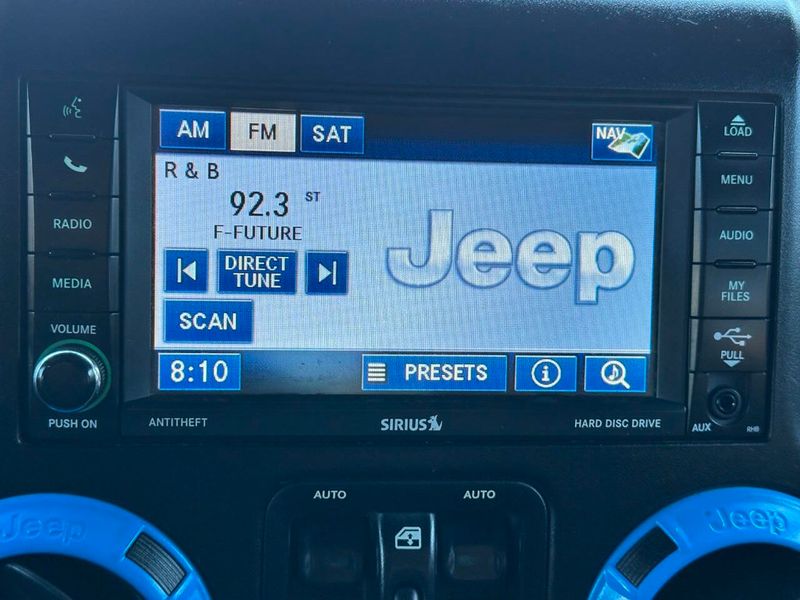 AM FM SAT NAV
R & B
92.3 ST
F-FUTURE
DIRECT
TUNE
SCAN
Jeep
8:10 PRESETS
RADIO
MEDIA
VOLUME
PUSH ON
LOAD
MENU
AUDIO
MY
FILES
PULL
AUX RHB
ANTITHEFT SIRIUS HARD DISC DRIVE
AUTO AUTO
Jeep Jeep